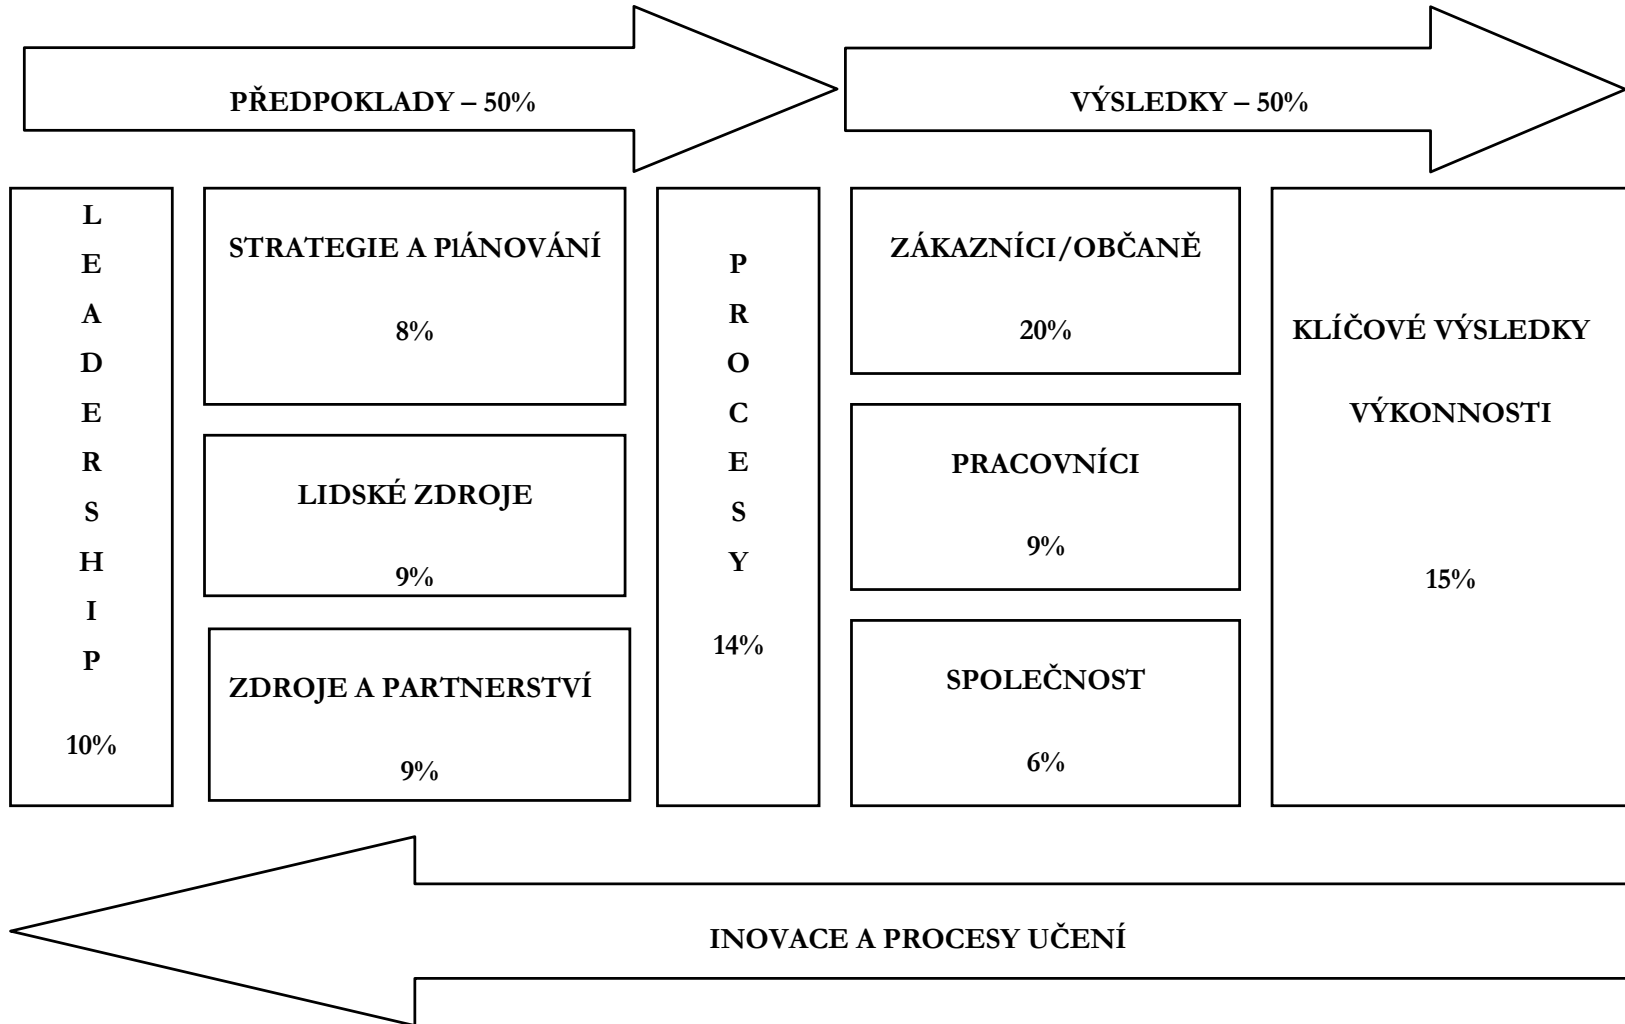 PŘEDPOKLADY – 50%
VÝSLEDKY – 50%
L
E
A
D
E
R
S
H
I
P
10%
STRATEGIE A PlÁNOVÁNÍ
8%
LIDSKÉ ZDROJE
9%
ZDROJE A PARTNERSTVÍ
9%
P
R
O
C
E
S
Y
14%
ZÁKAZNÍCI/OBČANĚ
20%
PRACOVNÍCI
9%
SPOLEČNOST
6%
KLÍČOVÉ VÝSLEDKY
VÝKONNOSTI
15%
INOVACE A PROCESY UČENÍ